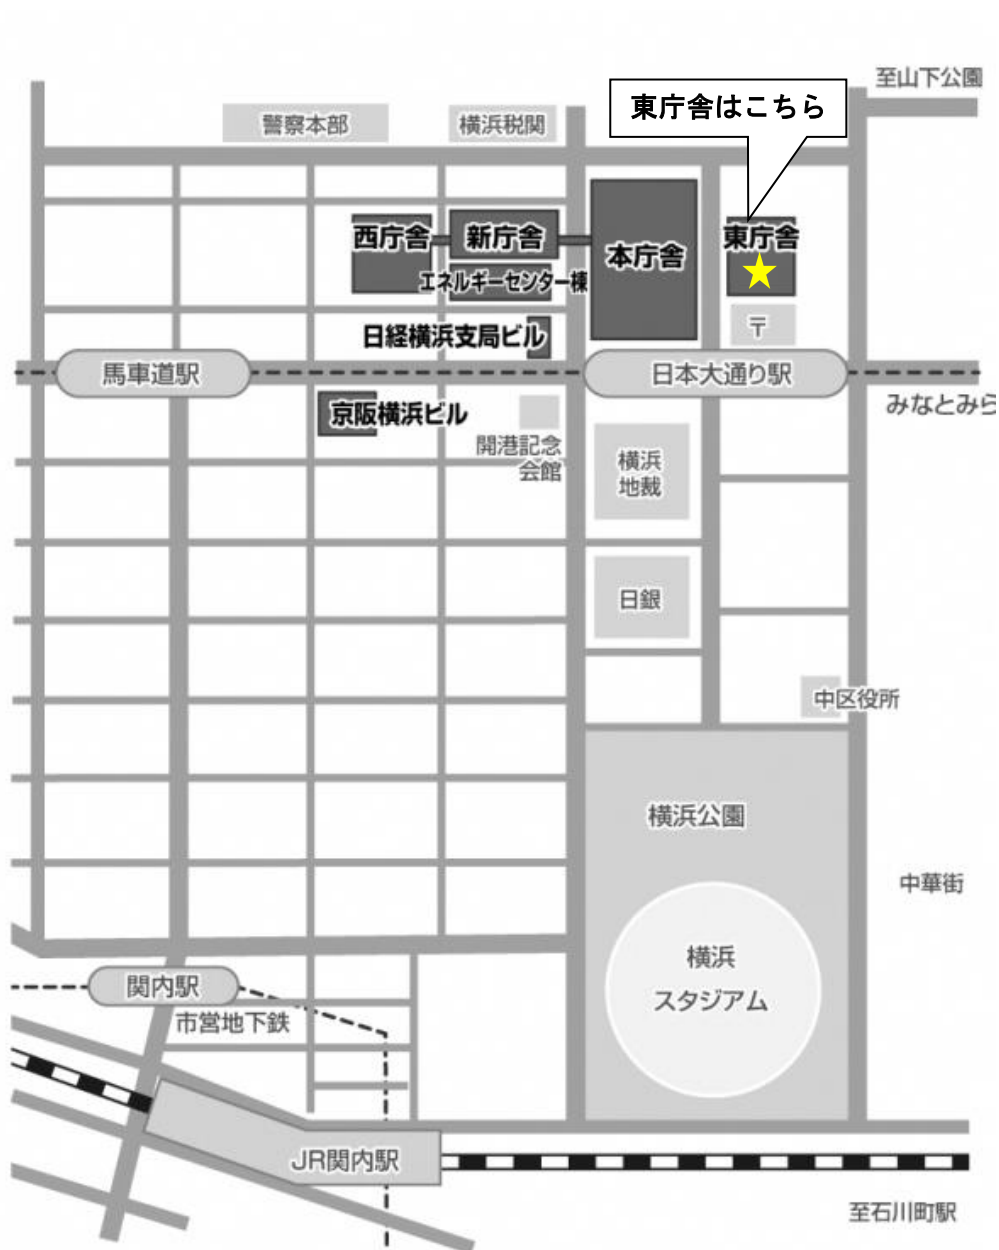 至山下公園
東庁舎はこちら
警察本部
横浜税関
西庁舎
新庁舎
本庁舎
東庁舎
エネルギーセンター棟
〒
日経横浜支局ビル
馬車道駅
日本大通り駅
みなとみら
京阪横浜ビル
開港記念
会館
横浜
地裁
日銀
中区役所
横浜公園
中華街
横浜
スタジアム
関内駅
市営地下鉄
JR関内駅
至石川町駅